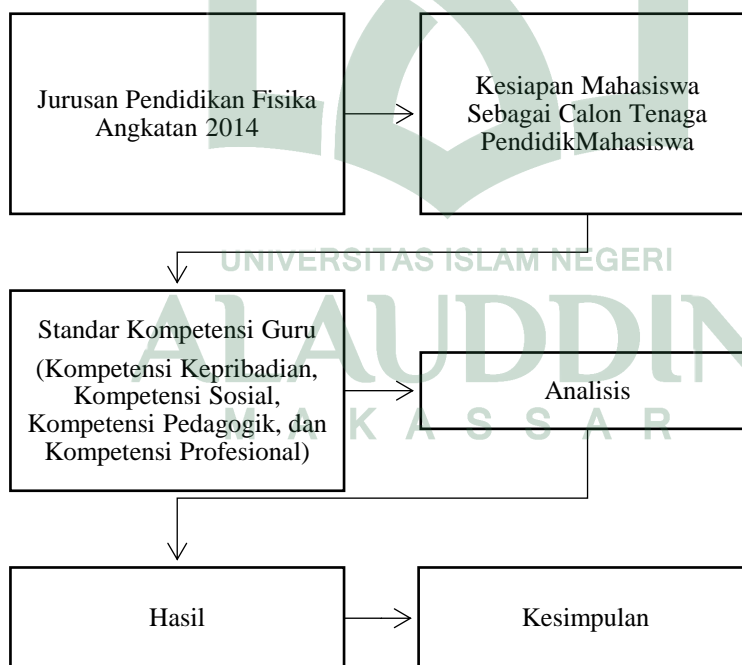 Jurusan Pendidikan Fisika
Angkatan 2014
Kesiapan Mahasiswa
Sebagai Calon Tenaga
PendidikMahasiswa
UNIVERSITAS ISLAM NEGERI
ALAUDDIN
MAKASSAR
Standar Kompetensi Guru
(Kompetensi Kepribadian,
Kompetensi Sosial,
Kompetensi Pedagogik, dan
Kompetensi Profesional)
Analisis
Hasil
Kesimpulan